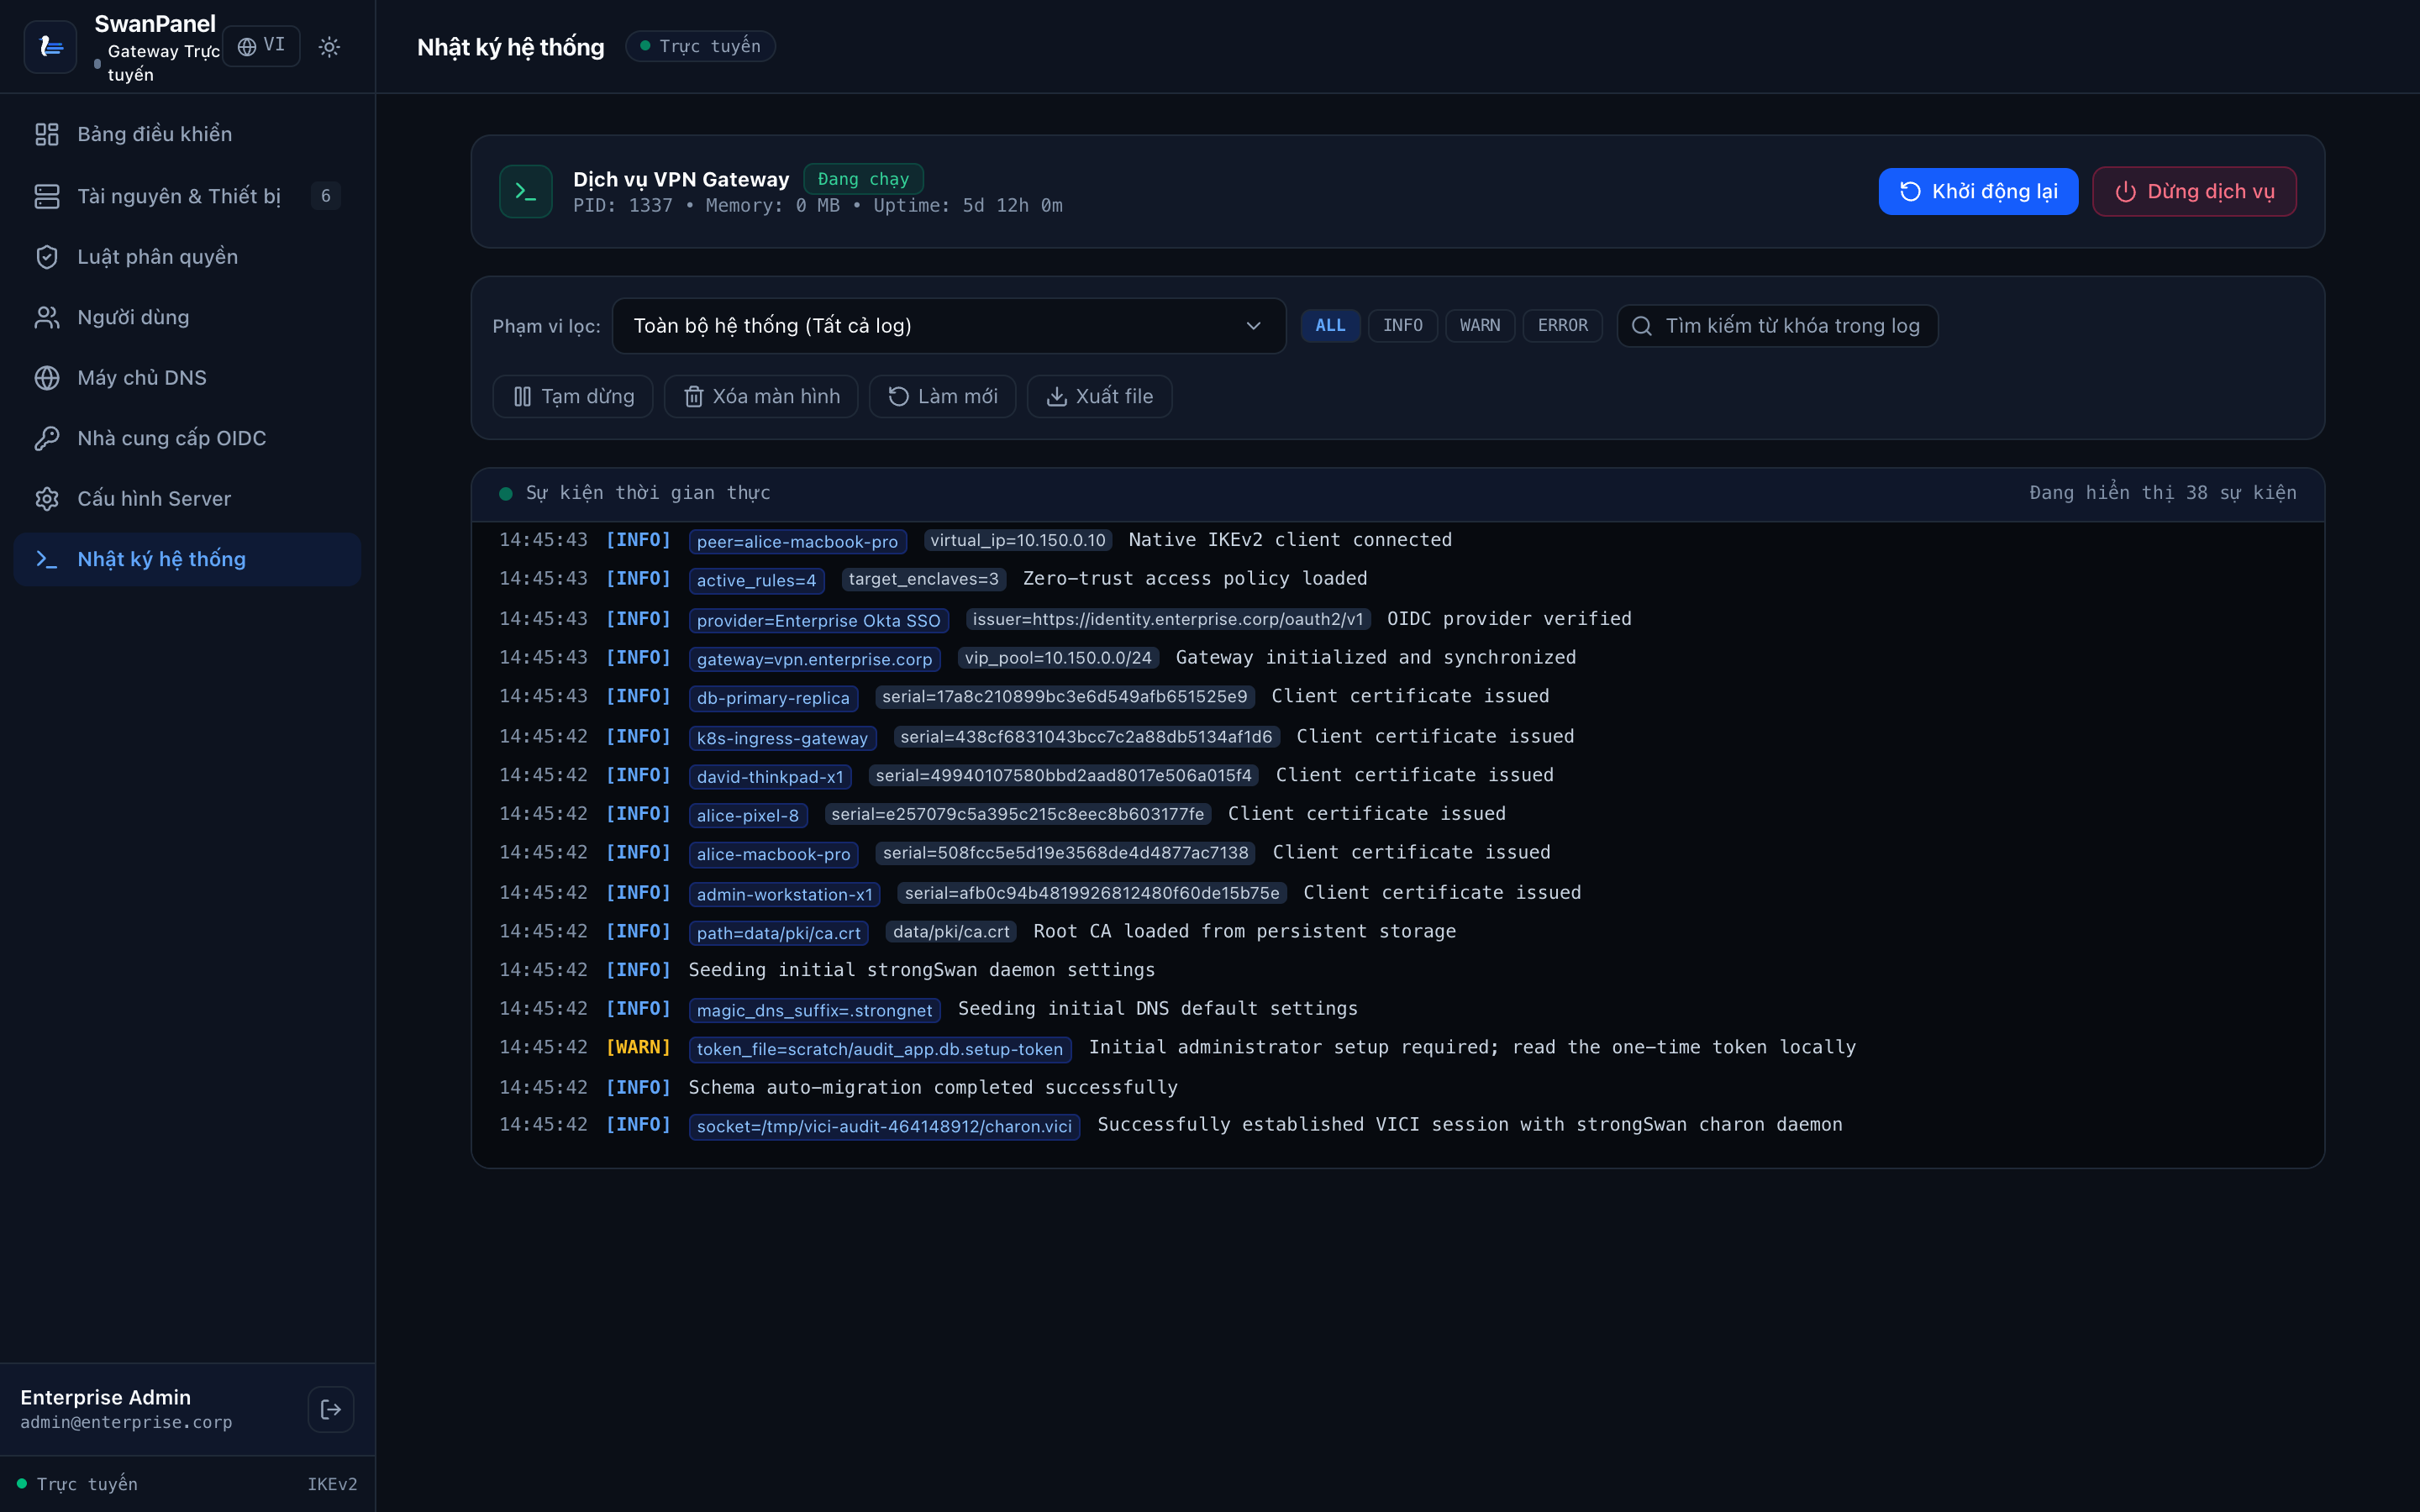 SwanPanel
Gateway Trực tuyến
VI
Nhật ký hệ thống
Trực tuyến
Bảng điều khiển
Tài nguyên & Thiết bị 6
Luật phân quyền
Người dùng
Máy chủ DNS
Nhà cung cấp OIDC
Cấu hình Server
Nhật ký hệ thống
Enterprise Admin
admin@enterprise.corp
Trực tuyến IKEv2
Dịch vụ VPN Gateway Đang chạy
PID: 1337 • Memory: 0 MB • Uptime: 5d 12h 0m
Khởi động lại Dừng dịch vụ
Phạm vi lọc: Toàn bộ hệ thống (Tất cả log) ALL INFO WARN ERROR Tìm kiếm từ khóa trong log
Tạm dừng Xóa màn hình Làm mới Xuất file
Sự kiện thời gian thực Đang hiển thị 38 sự kiện
14:45:43 [INFO] peer=alice-macbook-pro virtual_ip=10.150.0.10 Native IKEv2 client connected
14:45:43 [INFO] active_rules=4 target_enclaves=3 Zero-trust access policy loaded
14:45:43 [INFO] provider=Enterprise Okta SSO issuer=https://identity.enterprise.corp/oauth2/v1 OIDC provider verified
14:45:43 [INFO] gateway=vpn.enterprise.corp vip_pool=10.150.0.0/24 Gateway initialized and synchronized
14:45:43 [INFO] db-primary-replica serial=17a8c210899bc3e6d549afb651525e9 Client certificate issued
14:45:42 [INFO] k8s-ingress-gateway serial=438cf6831043bcc7c2a88db5134af1d6 Client certificate issued
14:45:42 [INFO] david-thinkpad-x1 serial=49940107580bbd2aad8017e506a015f4 Client certificate issued
14:45:42 [INFO] alice-pixel-8 serial=e257079c5a395c215c8eec8b603177fe Client certificate issued
14:45:42 [INFO] alice-macbook-pro serial=508fcc5e5d19e3568de4d4877ac7138 Client certificate issued
14:45:42 [INFO] admin-workstation-x1 serial=afb0c94b4819926812480f60de15b75e Client certificate issued
14:45:42 [INFO] path=data/pki/ca.crt data/pki/ca.crt Root CA loaded from persistent storage
14:45:42 [INFO] Seeding initial strongSwan daemon settings
14:45:42 [INFO] magic_dns_suffix=.strongnet Seeding initial DNS default settings
14:45:42 [WARN] token_file=scratch/audit_app.db.setup-token Initial administrator setup required; read the one-time token locally
14:45:42 [INFO] Schema auto-migration completed successfully
14:45:42 [INFO] socket=/tmp/vici-audit-464148912/charon.vici Successfully established VICI session with strongSwan charon daemon